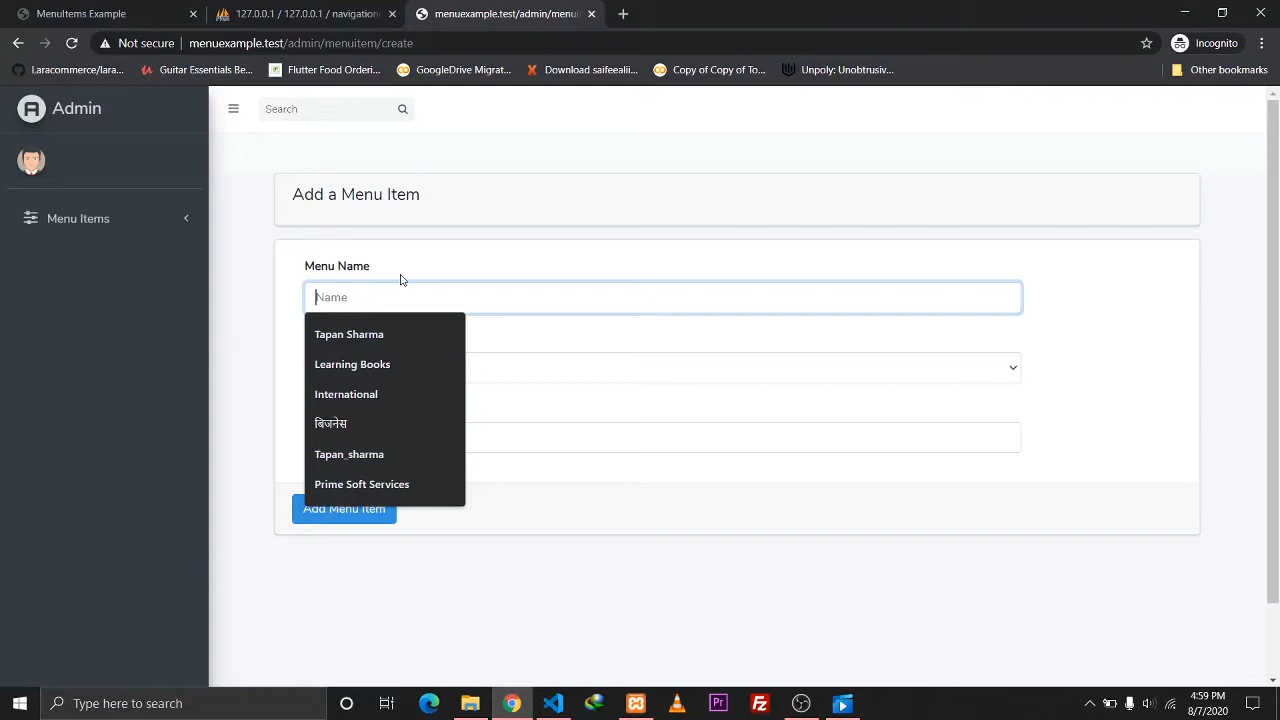 MenuItems Example
127.0.0.1 / 127.0.0.1 / navigation
menuexample.test/admin/menui
Not secure
menuexample.test/admin/menuitem/create
Incognito
Laracommerce/lara...
Guitar Essentials Be...
Flutter Food Orderi...
GoogleDrive Migrat...
Download saifeealii...
Copy of Copy of To...
Unpoly: Unobtrusiv...
Other bookmarks
Admin
Search
Menu Items
Add a Menu Item
Menu Name
Name
Tapan Sharma
Learning Books
International
बिजनेस
Tapan_sharma
Prime Soft Services
Add Menu Item
Type here to search
4:59 PM
8/7/2020